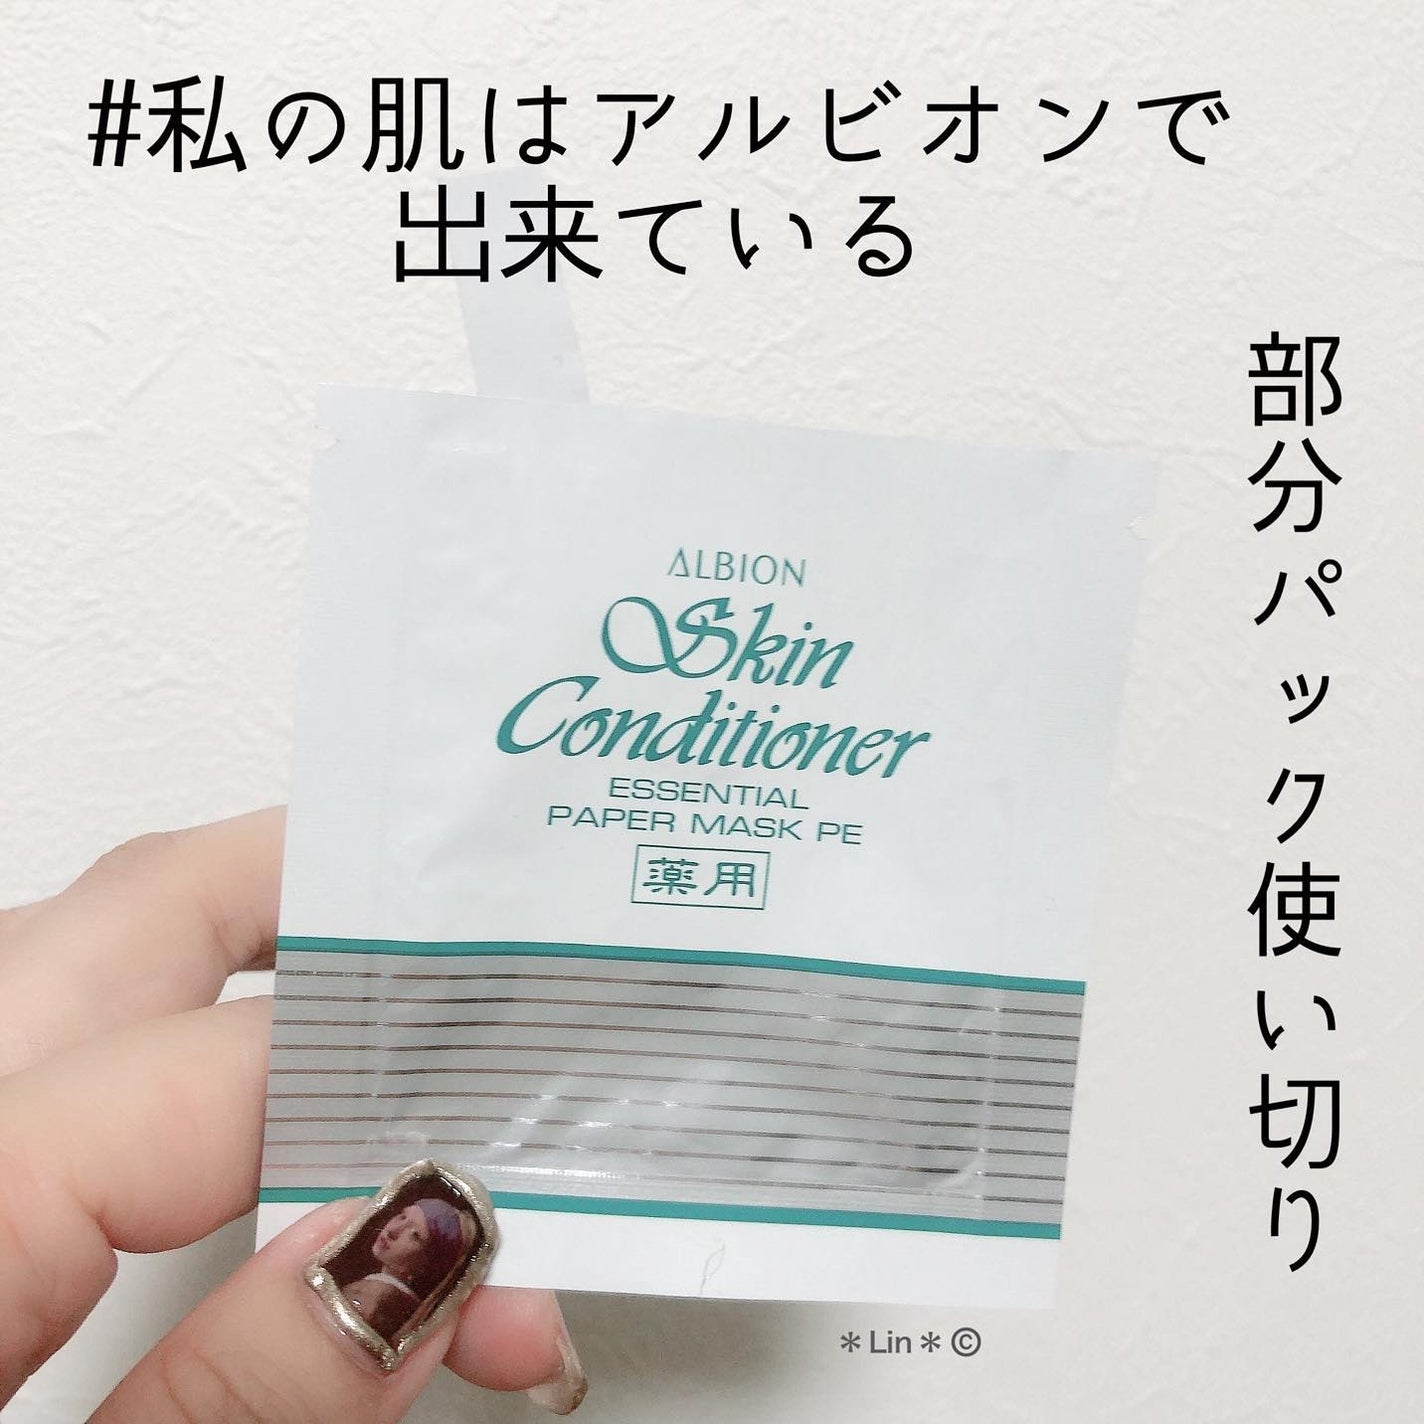 #私の肌はアルビオンで
出来ている
部分パック使い切り
ALBION
Skin
Conditioner
ESSENTIAL
PAPER MASK PE
薬用
＊Lin＊©